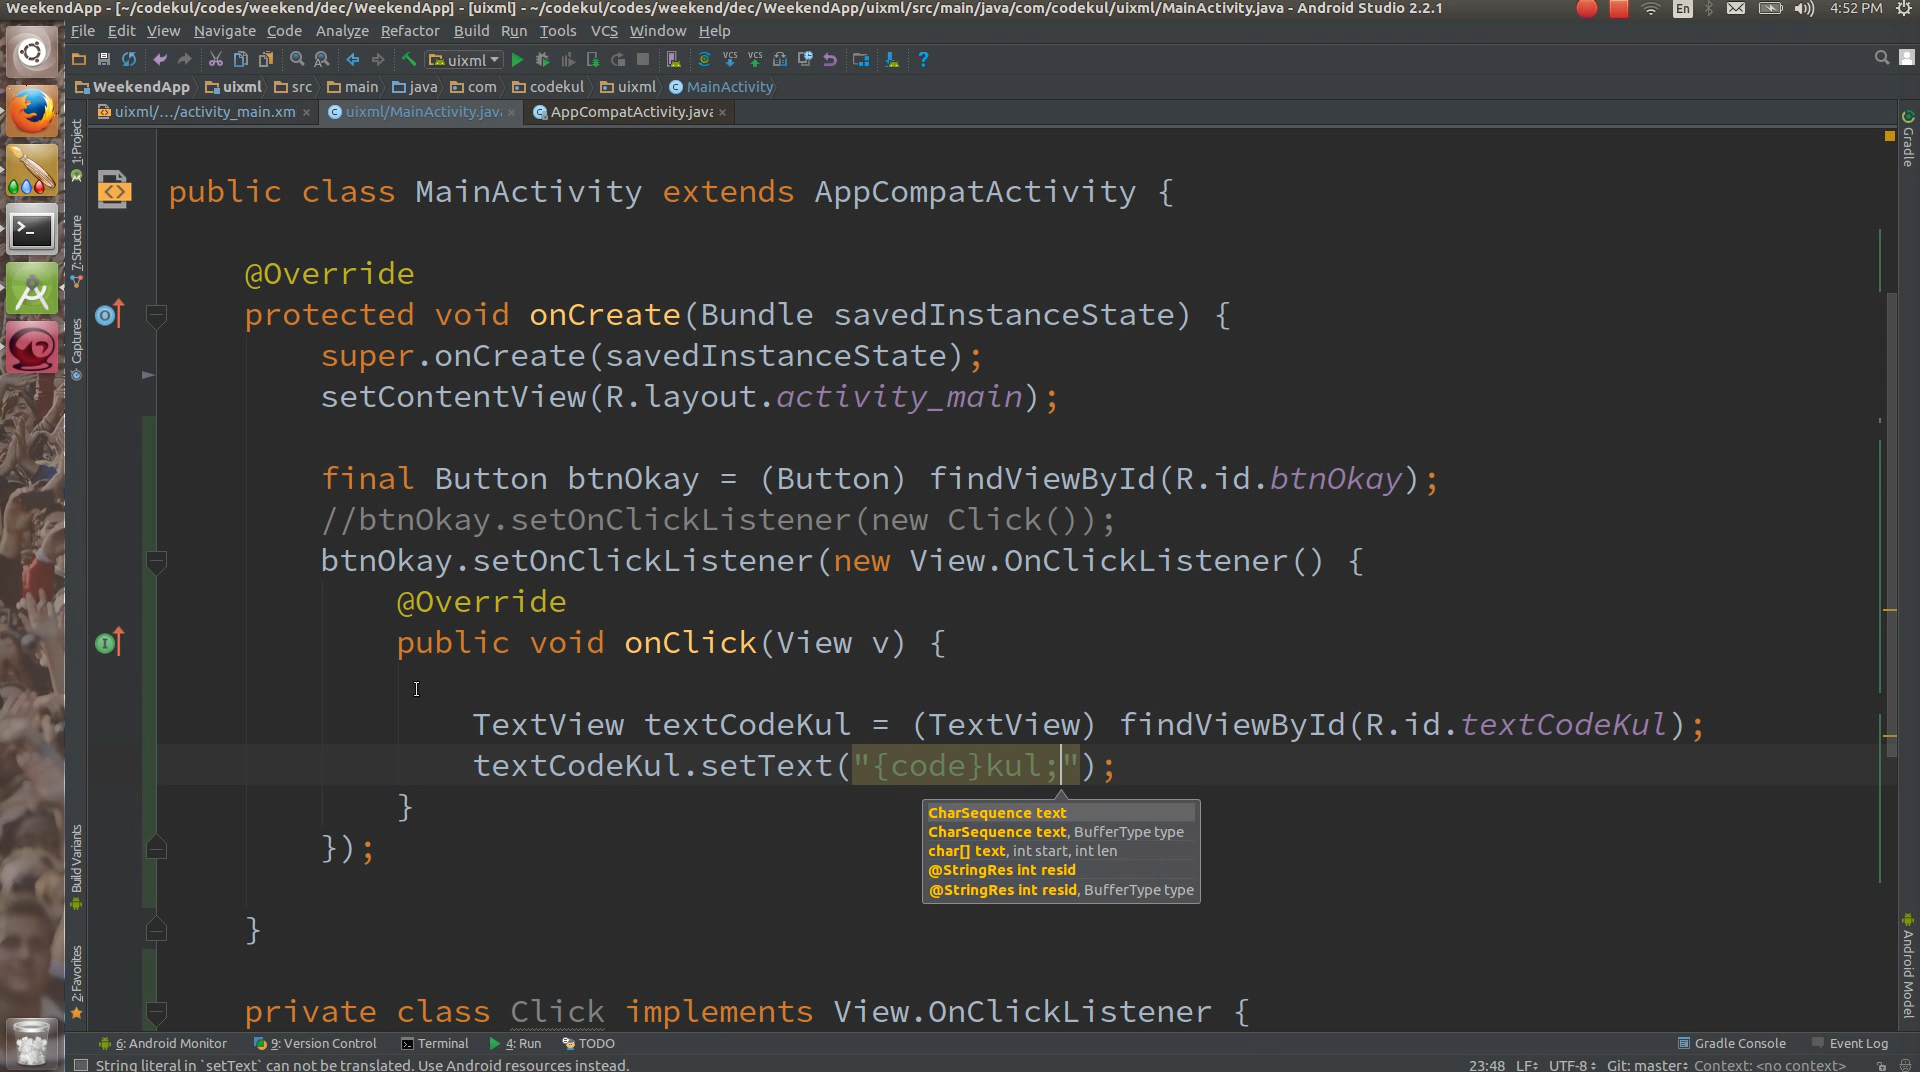 WeekendApp - [~/codekul/codes/weekend/dec/WeekendApp] - [uixml] - ~/codekul/codes/weekend/dec/WeekendApp/uixml/src/main/java/com/codekul/uixml/MainActivity.java - Android Studio 2.2.1
En
4:52 PM
File Edit View Navigate Code Analyze Refactor Build Run Tools VCS Window Help
uixml
VCS VCS
WeekendApp uixml src main java com codekul uixml MainActivity
uixml/.../activity_main.xm uixml/MainActivity.java AppCompatActivity.java
1: Project
7: Structure
Captures
Build Variants
2: Favorites
Gradle
Android Model
public class MainActivity extends AppCompatActivity {
@Override
protected void onCreate(Bundle savedInstanceState) {
super.onCreate(savedInstanceState);
setContentView(R.layout.activity_main);
final Button btnOkay = (Button) findViewById(R.id.btnOkay);
//btnOkay.setOnClickListener(new Click());
btnOkay.setOnClickListener(new View.OnClickListener() {
@Override
public void onClick(View v) {
TextView textCodeKul = (TextView) findViewById(R.id.textCodeKul);
textCodeKul.setText("{code}kul;");
}
CharSequence text
CharSequence text, BufferType type
char[] text, int start, int len
@StringRes int resid
@StringRes int resid, BufferType type
});
}
private class Click implements View.OnClickListener {
6: Android Monitor 9: Version Control Terminal 4: Run TODO Gradle Console Event Log
String literal in `setText` can not be translated. Use Android resources instead. 23:48 LF÷ UTF-8÷ Git: master÷ Context: <no context>